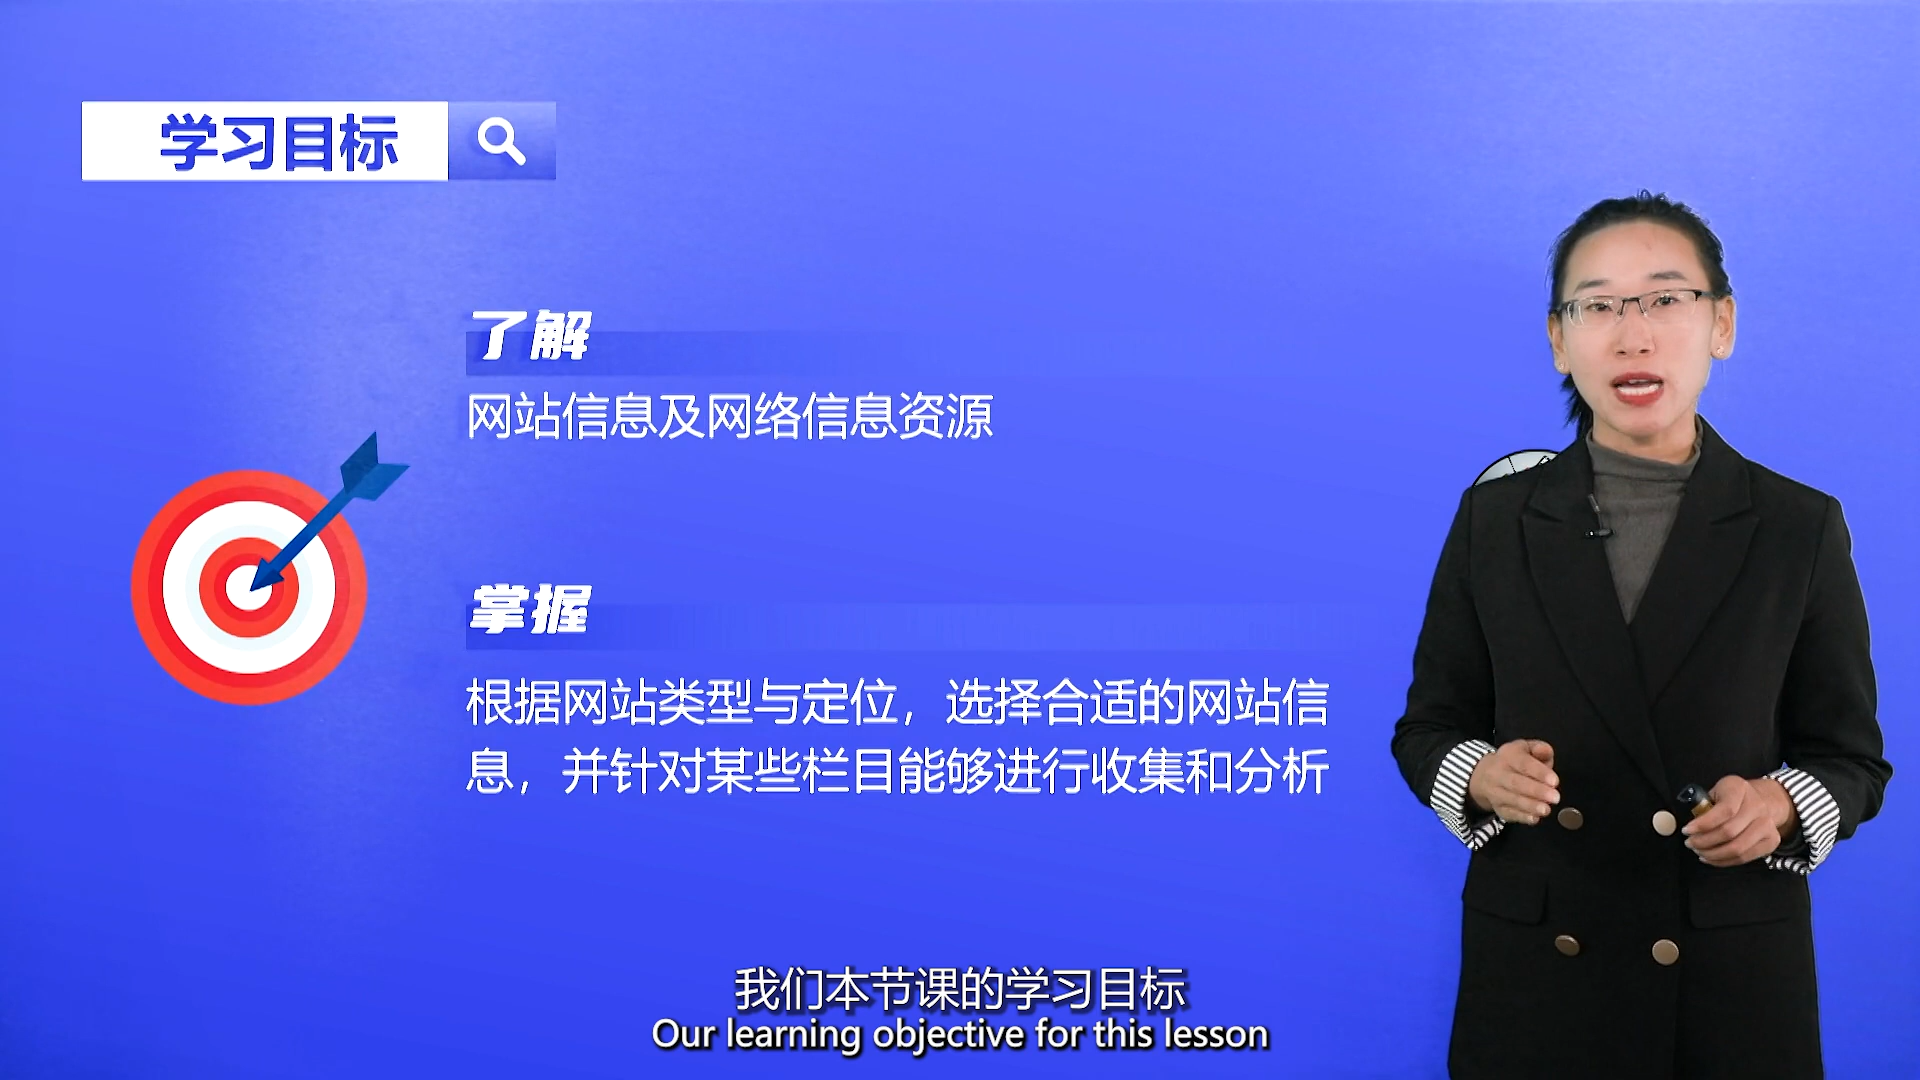 学习目标
了解
网站信息及网络信息资源
掌握
根据网站类型与定位，选择合适的网站信
息，并针对某些栏目能够进行收集和分析
我们本节课的学习目标
Our learning objective for this lesson